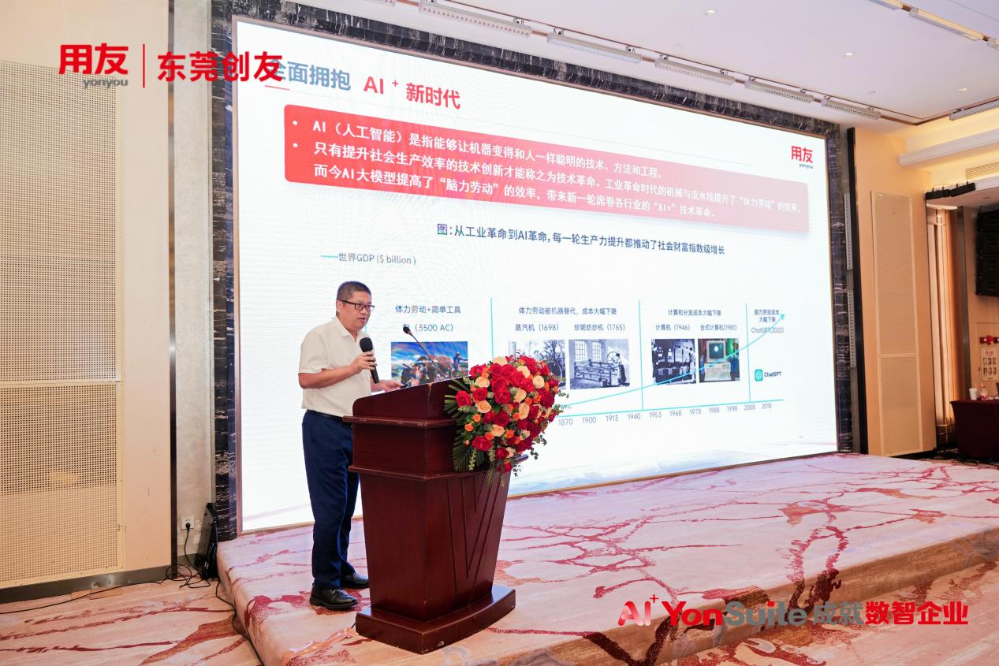 用友
yonyou
东莞创友
全面拥抱 AI+ 新时代
用友
yonyou
• AI（人工智能）是指能够让机器变得和人一样聪明的技术、方法和工程。
• 只有提升社会生产效率的技术创新才能称之为技术革命。工业革命时代的机械与流水线提升了“体力劳动”的效率，
而今AI大模型提高了“脑力劳动”的效率，带来新一轮席卷各行业的“AI+”技术革命。
图：从工业革命到AI革命，每一轮生产力提升都推动了社会财富指数级增长
世界GDP ($ billion )
体力劳动+简单工具
(3500 AC)
体力劳动被机器替代，成本大幅下降
蒸汽机（1698） 珍妮纺纱机（1765）
计算和分发成本大幅下降
计算机（1946） 台式计算机(1981)
脑力劳动成本
大幅下降
ChatGPT(2022)
ChatGPT
1870 1900 1913 1940 1953 1968 1978 1988 1998 2008 2018
AI+ YonSuite 成就数智企业